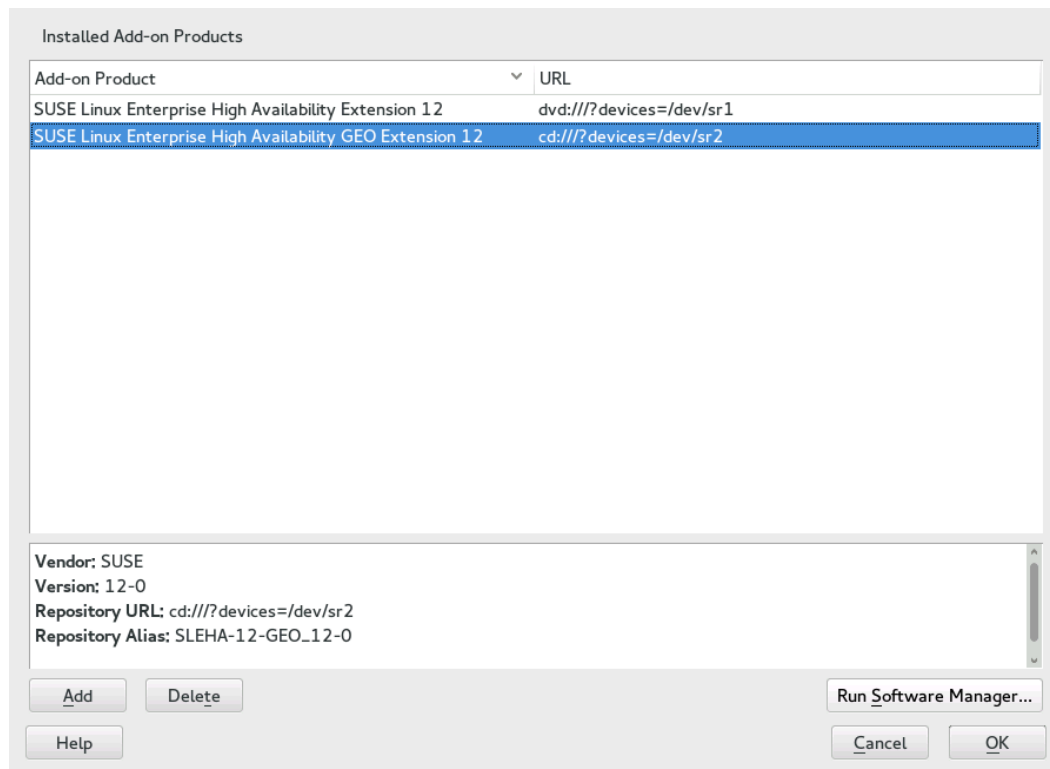 Installed Add-on Products
Add-on Product URL
SUSE Linux Enterprise High Availability Extension 12 dvd:///?devices=/dev/sr1
SUSE Linux Enterprise High Availability GEO Extension 12 cd:///?devices=/dev/sr2
Vendor: SUSE
Version: 12-0
Repository URL: cd:///?devices=/dev/sr2
Repository Alias: SLEHA-12-GEO_12-0
Add Delete Run Software Manager...
Help Cancel OK